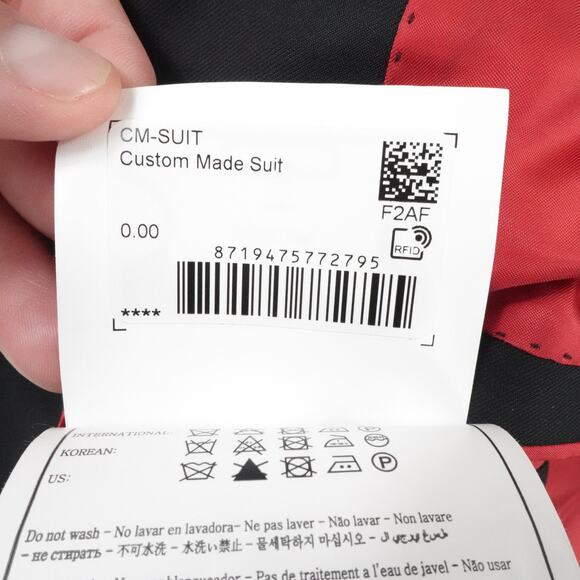 CM-SUIT
Custom Made Suit
F2AF
0.00
RFID
8719475772795
****
INTERNATIONAL
KOREAN:
US:
Do not wash - No lavar en lavadora- Ne pas laver - Não lavar - Non lavare
- не стирать - 不可水洗 - 水洗い禁止 - 물세탁하지 마십시오 -
- Pas de traitement a l'eau de javel - Não usar